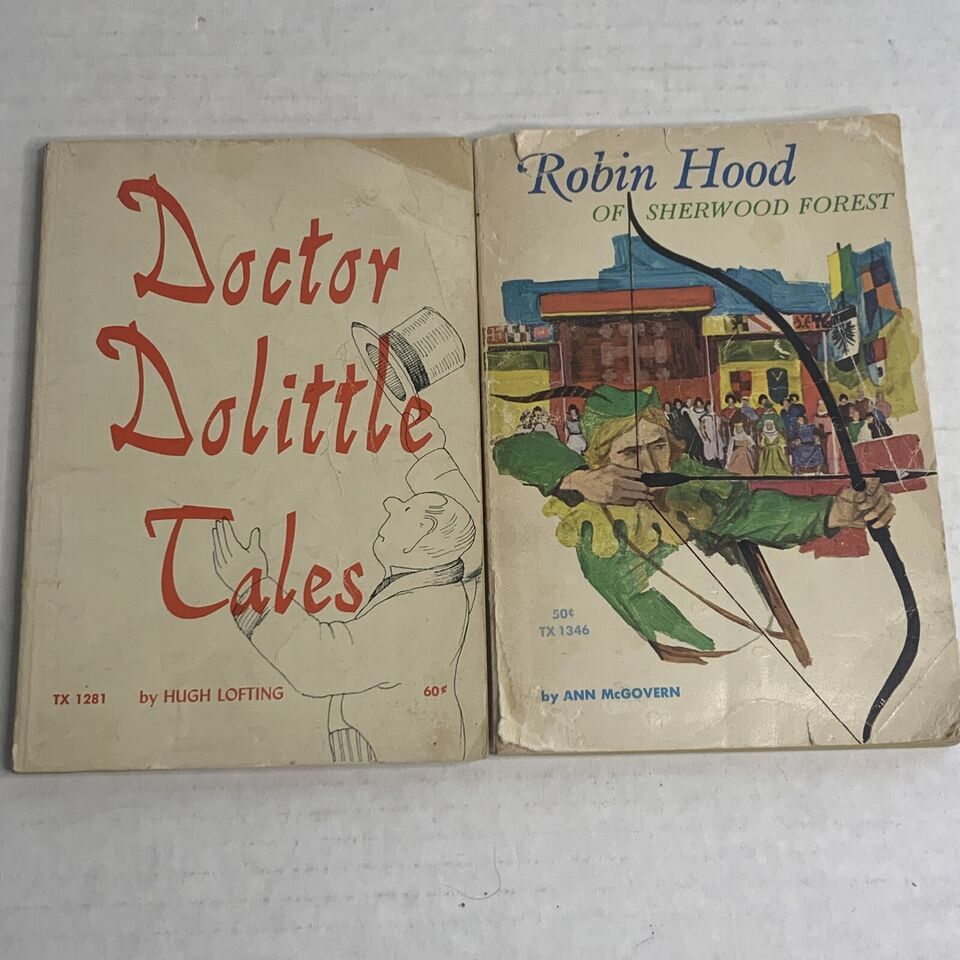 Doctor
Dolittle
Tales
TX 1281 by HUGH LOFTING 60¢
Robin Hood
OF SHERWOOD FOREST
50¢
TX 1346
by ANN McGOVERN